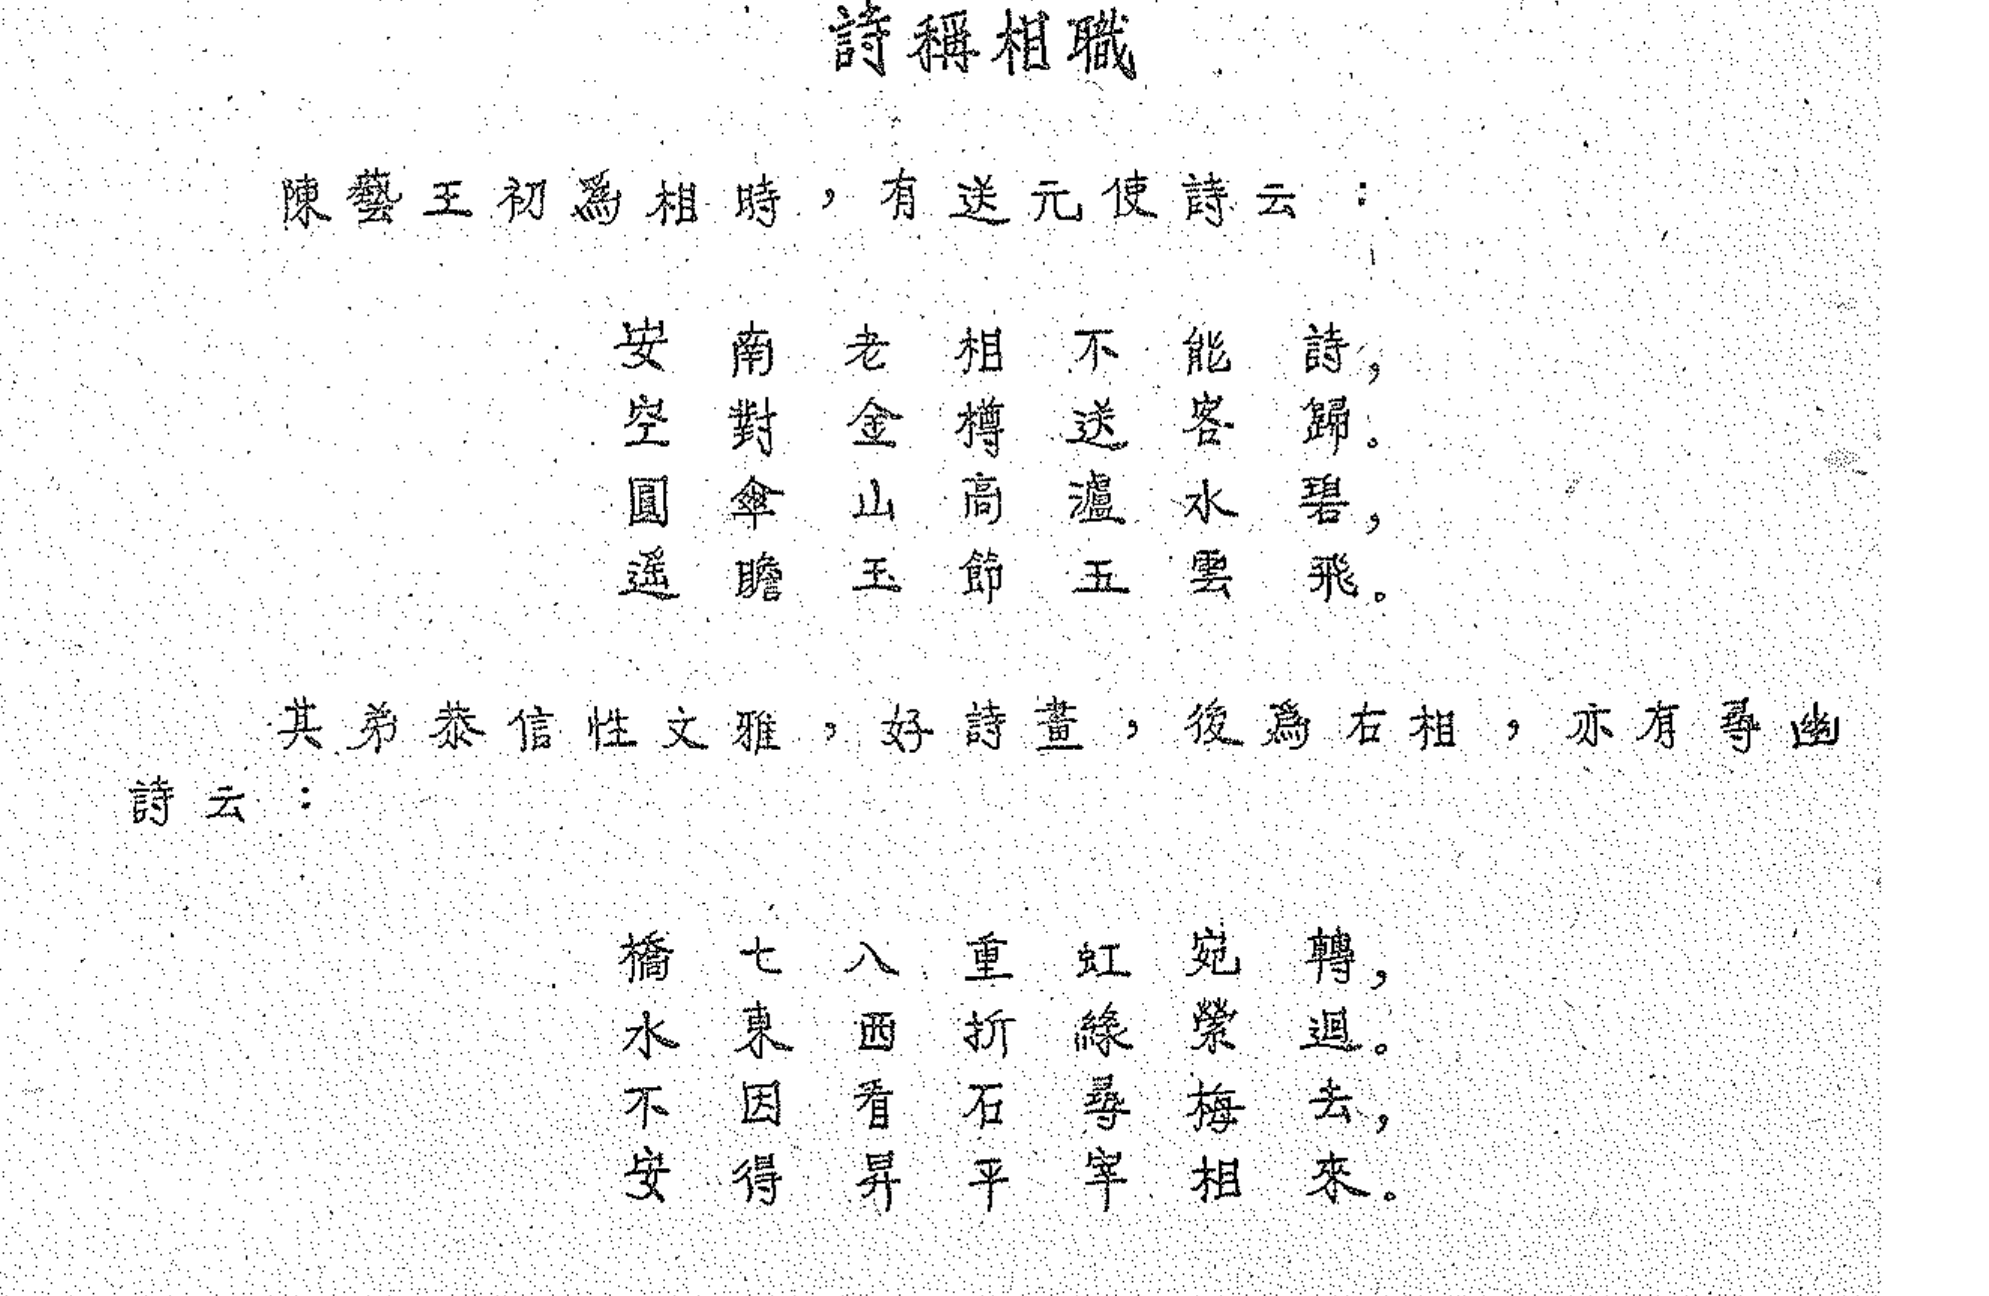 詩稱相職
陳藝王初爲相時，有送元使詩云：
安南老相不能詩，
空對金樽送客歸。
圓傘山高瀘水碧，
遥瞻玉節五雲飛。
其弟恭信性文雅，好詩畫，後爲右相，亦有尋幽
詩云：
橋七八重虹宛轉，
水東西折綠縈迴。
不因看石尋梅去，
安得昇平宰相來。